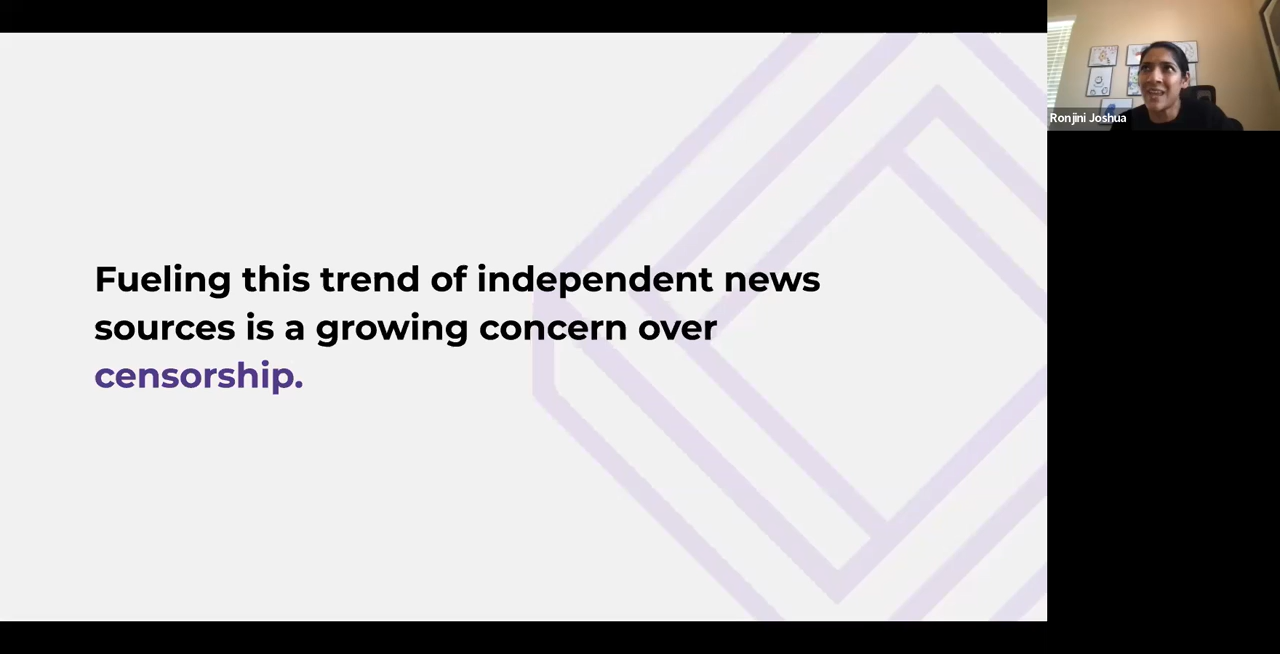 Fueling this trend of independent news
sources is a growing concern over
censorship.
Ronjini Joshua